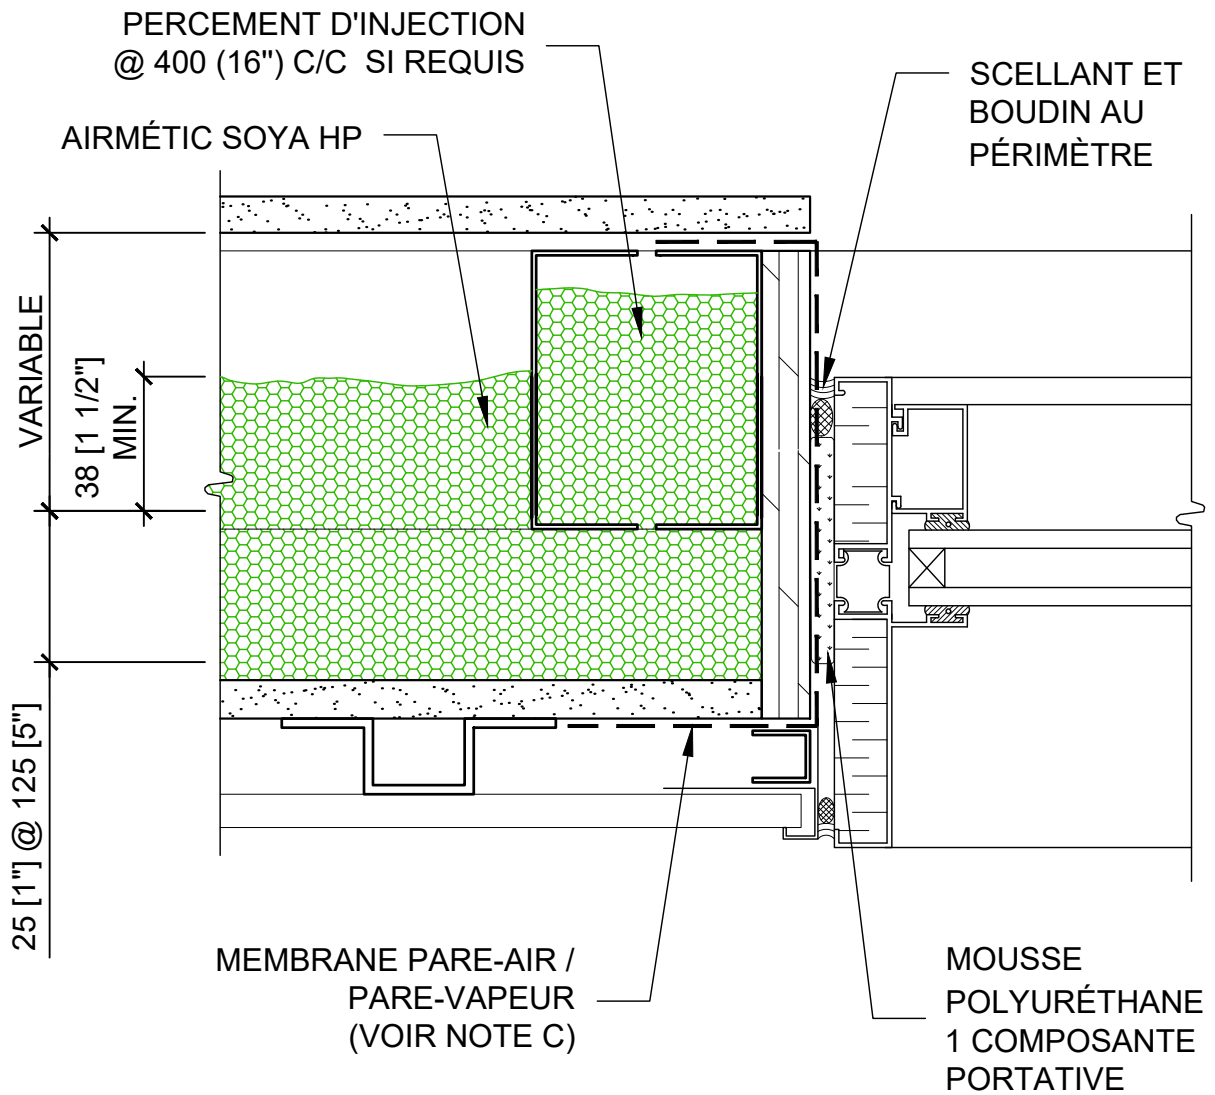 PERCEMENT D'INJECTION
@ 400 (16") C/C SI REQUIS
SCELLANT ET
BOUDIN AU
PÉRIMÈTRE
AIRMÉTIC SOYA HP
VARIABLE
38 [1 1/2"]
MIN.
25 [1"] @ 125 [5"]
MEMBRANE PARE-AIR /
PARE-VAPEUR
(VOIR NOTE C)
MOUSSE
POLYURÉTHANE
1 COMPOSANTE
PORTATIVE